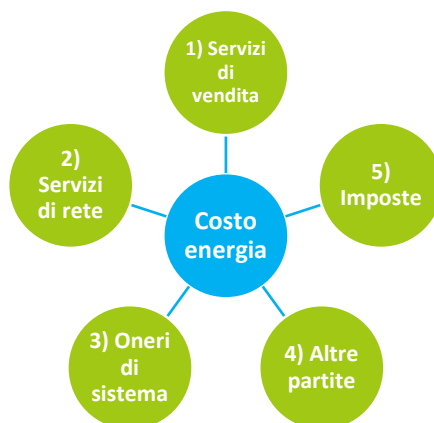 1) Servizi
di
vendita
2)
Servizi
di rete
5)
Imposte
Costo
energia
3) Oneri
di
sistema
4) Altre
partite